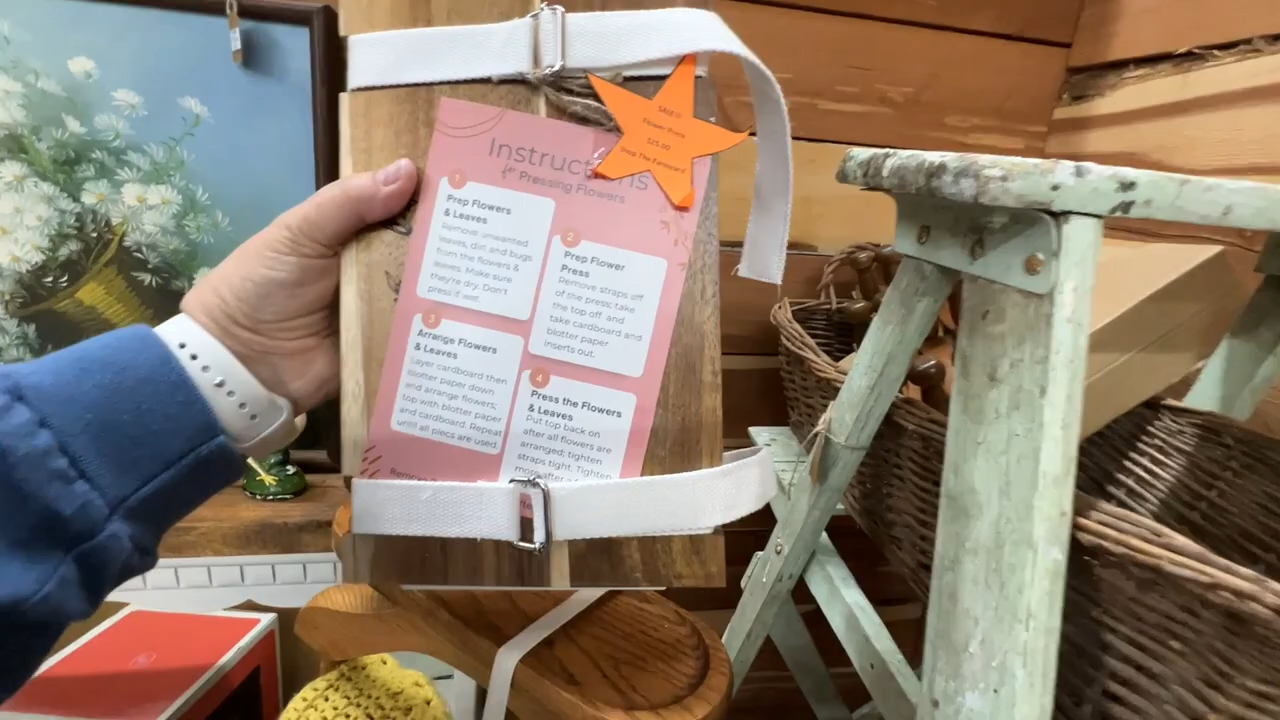 SALE!!!
Flower Press
$25.00
Shop The Farmyard
Instructions
for Pressing Flowers
1
Prep Flowers
& Leaves
Remove unwanted
leaves, dirt and bugs
from the flowers &
leaves. Make sure
they're dry. Don't
press if wet.
2
Prep Flower
Press
Remove straps off
of the press; take
the top off and
take cardboard and
blotter paper
inserts out.
3
Arrange Flowers
& Leaves
Layer cardboard then
blotter paper down
and arrange flowers;
top with blotter paper
and cardboard. Repeat
until all piecs are used.
4
Press the Flowers
& Leaves
Put top back on
after all flowers are
arranged; tighten
straps tight. Tighten
more after a